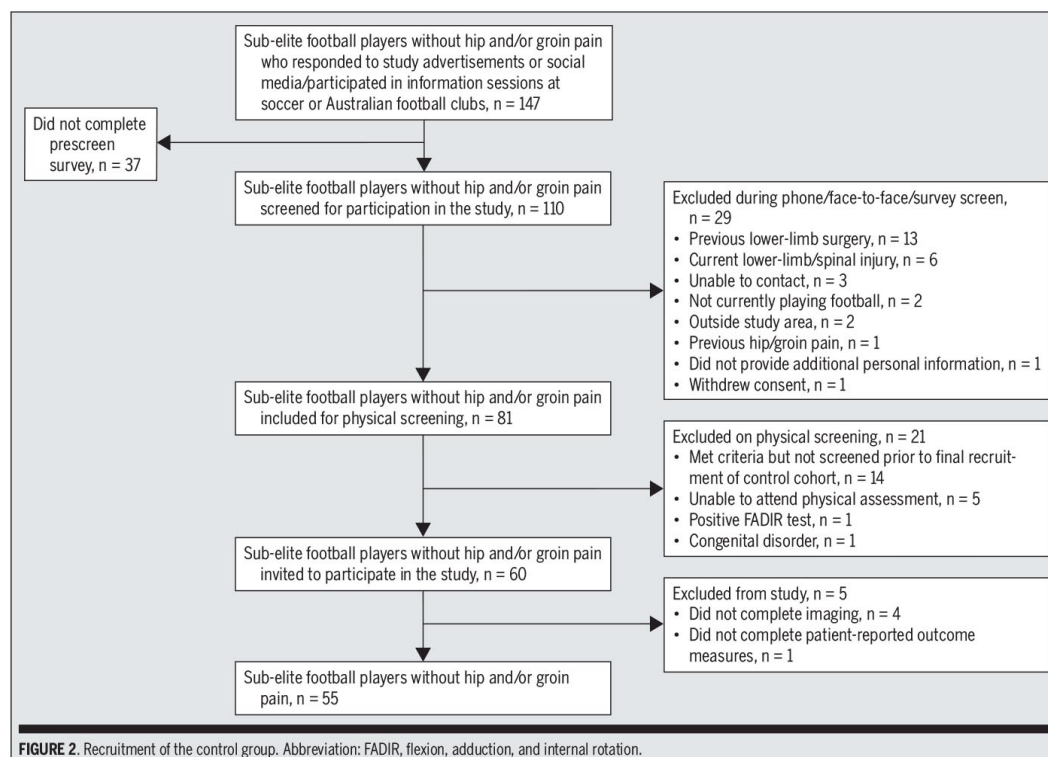 Sub-elite football players without hip and/or groin pain
who responded to study advertisements or social
media/participated in information sessions at
soccer or Australian football clubs, n = 147
Did not complete
prescreen
survey, n = 37
Sub-elite football players without hip and/or groin pain
screened for participation in the study, n = 110
Excluded during phone/face-to-face/survey screen,
n = 29
• Previous lower-limb surgery, n = 13
• Current lower-limb/spinal injury, n = 6
• Unable to contact, n = 3
• Not currently playing football, n = 2
• Outside study area, n = 2
• Previous hip/groin pain, n = 1
• Did not provide additional personal information, n = 1
• Withdrew consent, n = 1
Sub-elite football players without hip and/or groin pain
included for physical screening, n = 81
Excluded on physical screening, n = 21
• Met criteria but not screened prior to final recruit-
ment of control cohort, n = 14
• Unable to attend physical assessment, n = 5
• Positive FADIR test, n = 1
• Congenital disorder, n = 1
Sub-elite football players without hip and/or groin pain
invited to participate in the study, n = 60
Excluded from study, n = 5
• Did not complete imaging, n = 4
• Did not complete patient-reported outcome
measures, n = 1
Sub-elite football players without hip and/or groin
pain, n = 55
FIGURE 2. Recruitment of the control group. Abbreviation: FADIR, flexion, adduction, and internal rotation.